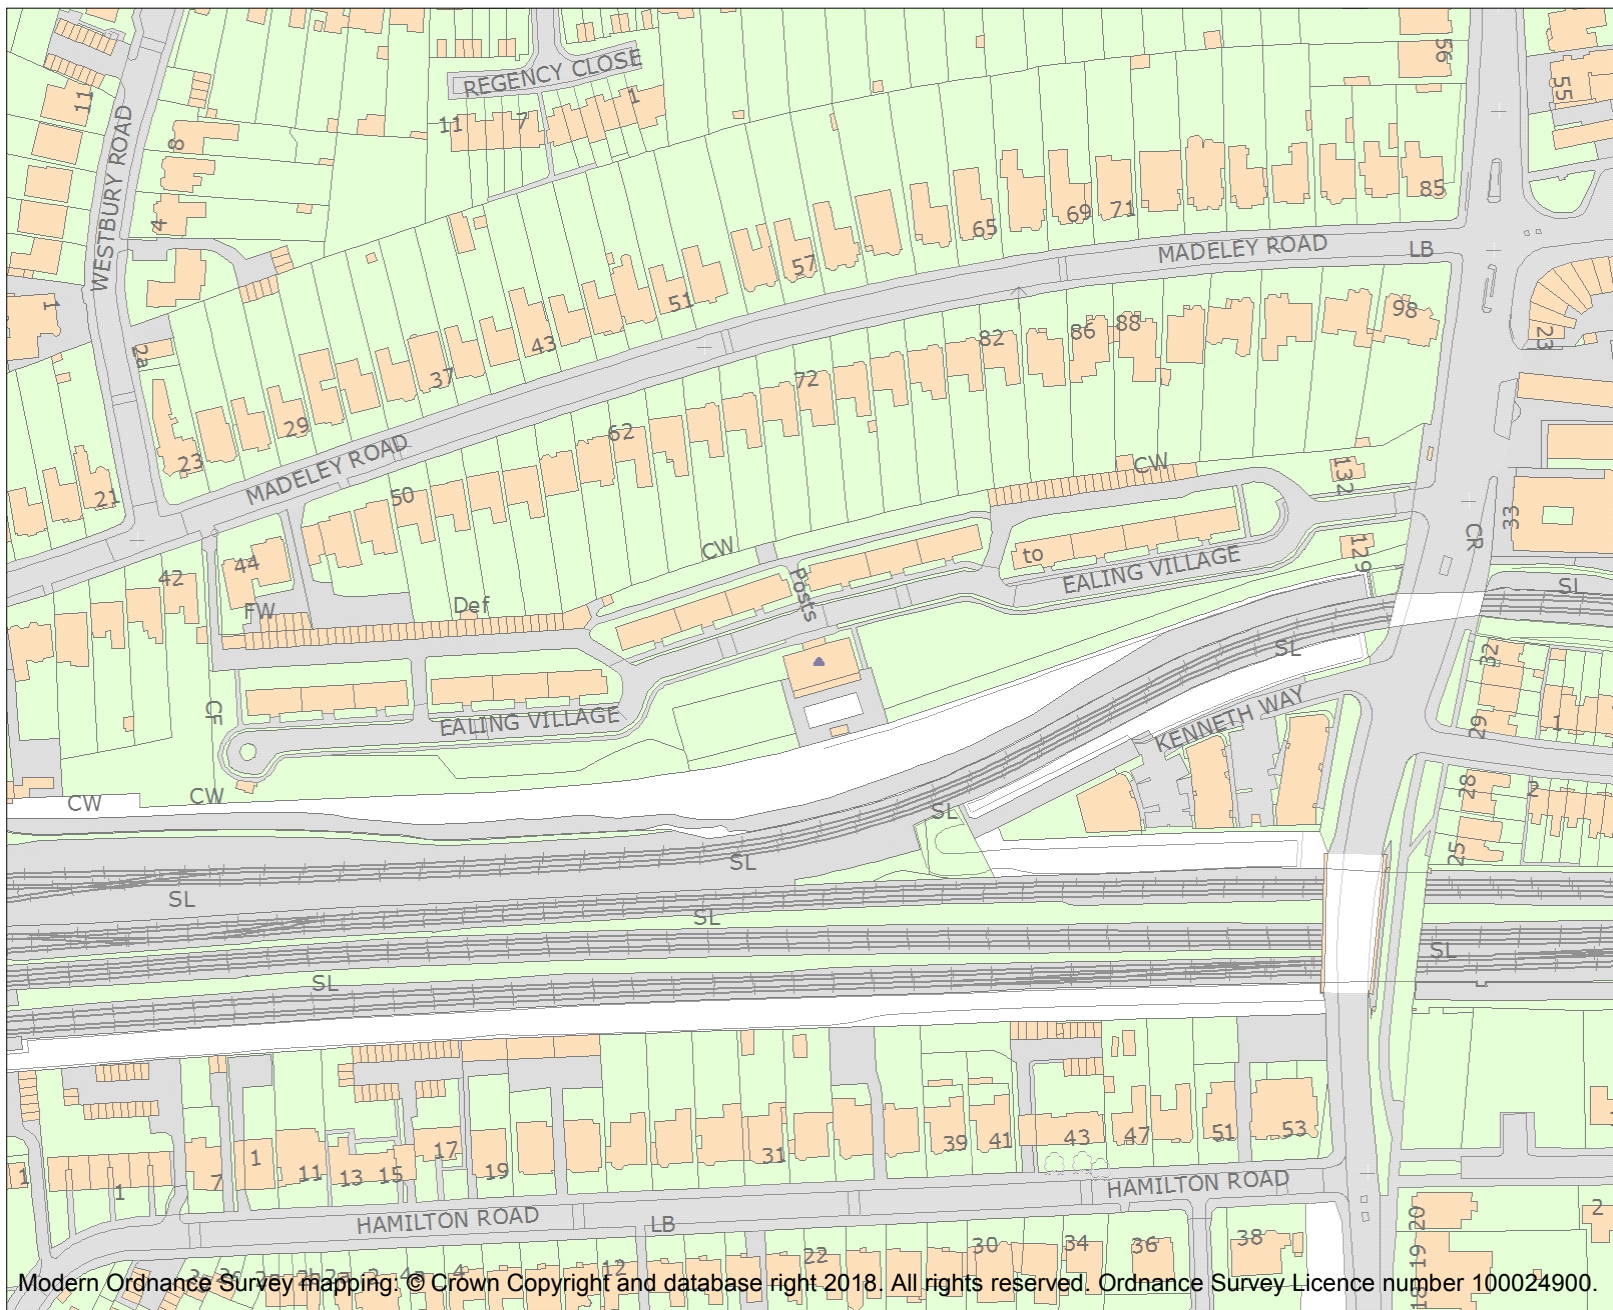 56
REGENCY CLOSE
11
1
55
11
7
WESTBURY ROAD
8
85
69
71
4
65
MADELEY ROAD
LB
57
1
51
98
88
86
23
43
82
2a
37
72
29
62
MADELEY ROAD
23
CW
132
21
50
33
CR
CW
to
129
44
EALING VILLAGE
42
Posts
SL
FW
Def
SL
32
CF
EALING VILLAGE
KENNETH WAY
29
1
28
2
CW
CW
SL
25
SL
SL
SL
SL
SL
31
39
41
43
47
51
53
17
1
11
13
15
19
1
7
1
HAMILTON ROAD
HAMILTON ROAD
LB
20
2
22
30
34
36
38
19
12
Modern Ordnance Survey mapping: © Crown Copyright and database right 2018. All rights reserved. Ordnance Survey Licence number 100024900.